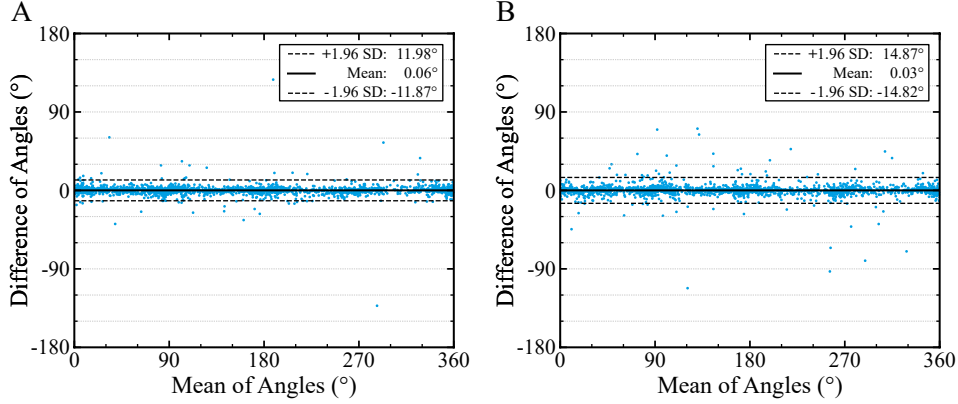 A
180
90
0
-90
-180
Difference of Angles (°)
+1.96 SD: 11.98°
Mean: 0.06°
-1.96 SD: -11.87°
0 90 180 270 360
Mean of Angles (°)
B
180
90
0
-90
-180
Difference of Angles (°)
+1.96 SD: 14.87°
Mean: 0.03°
-1.96 SD: -14.82°
0 90 180 270 360
Mean of Angles (°)